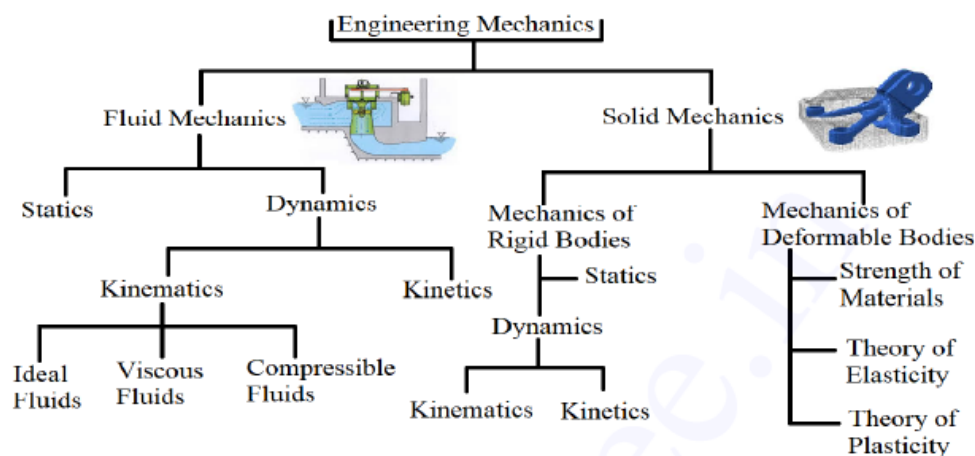 Engineering Mechanics
Fluid Mechanics
Solid Mechanics
Statics
Dynamics
Mechanics of
Rigid Bodies
Mechanics of
Deformable Bodies
Kinematics
Kinetics
Statics
Strength of
Materials
Dynamics
Ideal
Fluids
Viscous
Fluids
Compressible
Fluids
Theory of
Elasticity
Kinematics
Kinetics
Theory of
Plasticity